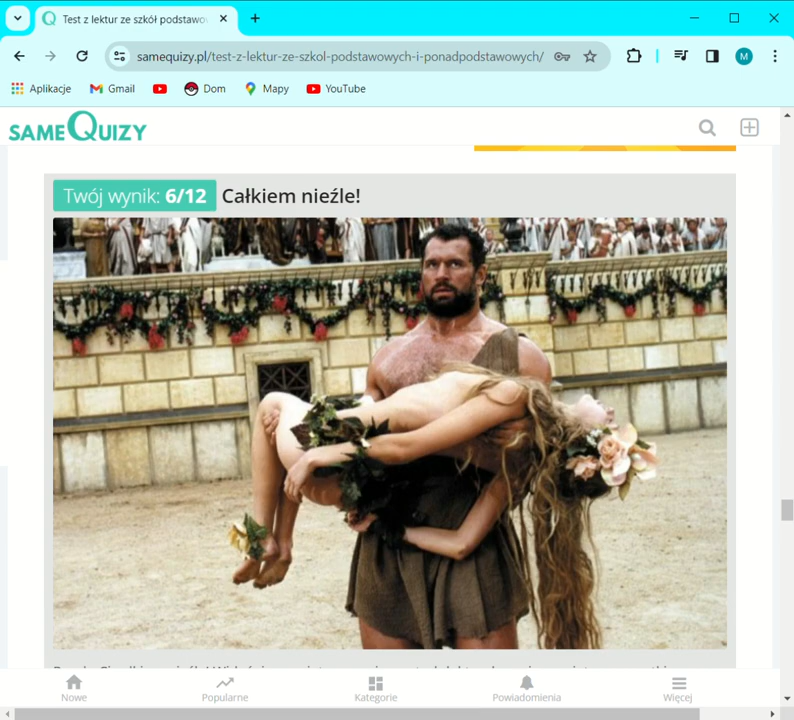 Test z lektur ze szkół podstawo
samequizy.pl/test-z-lektur-ze-szkol-podstawowych-i-ponadpodstawowych/
M
Aplikacje
Gmail
Dom
Mapy
YouTube
SAMEQUIZY
Twój wynik: 6/12 Całkiem nieźle!
Nowe
Popularne
Kategorie
Powiadomienia
Więcej